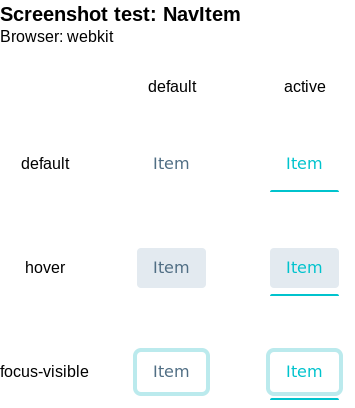 Screenshot test: NavItem
Browser: webkit
default active
default Item Item
hover Item Item
focus-visible Item Item